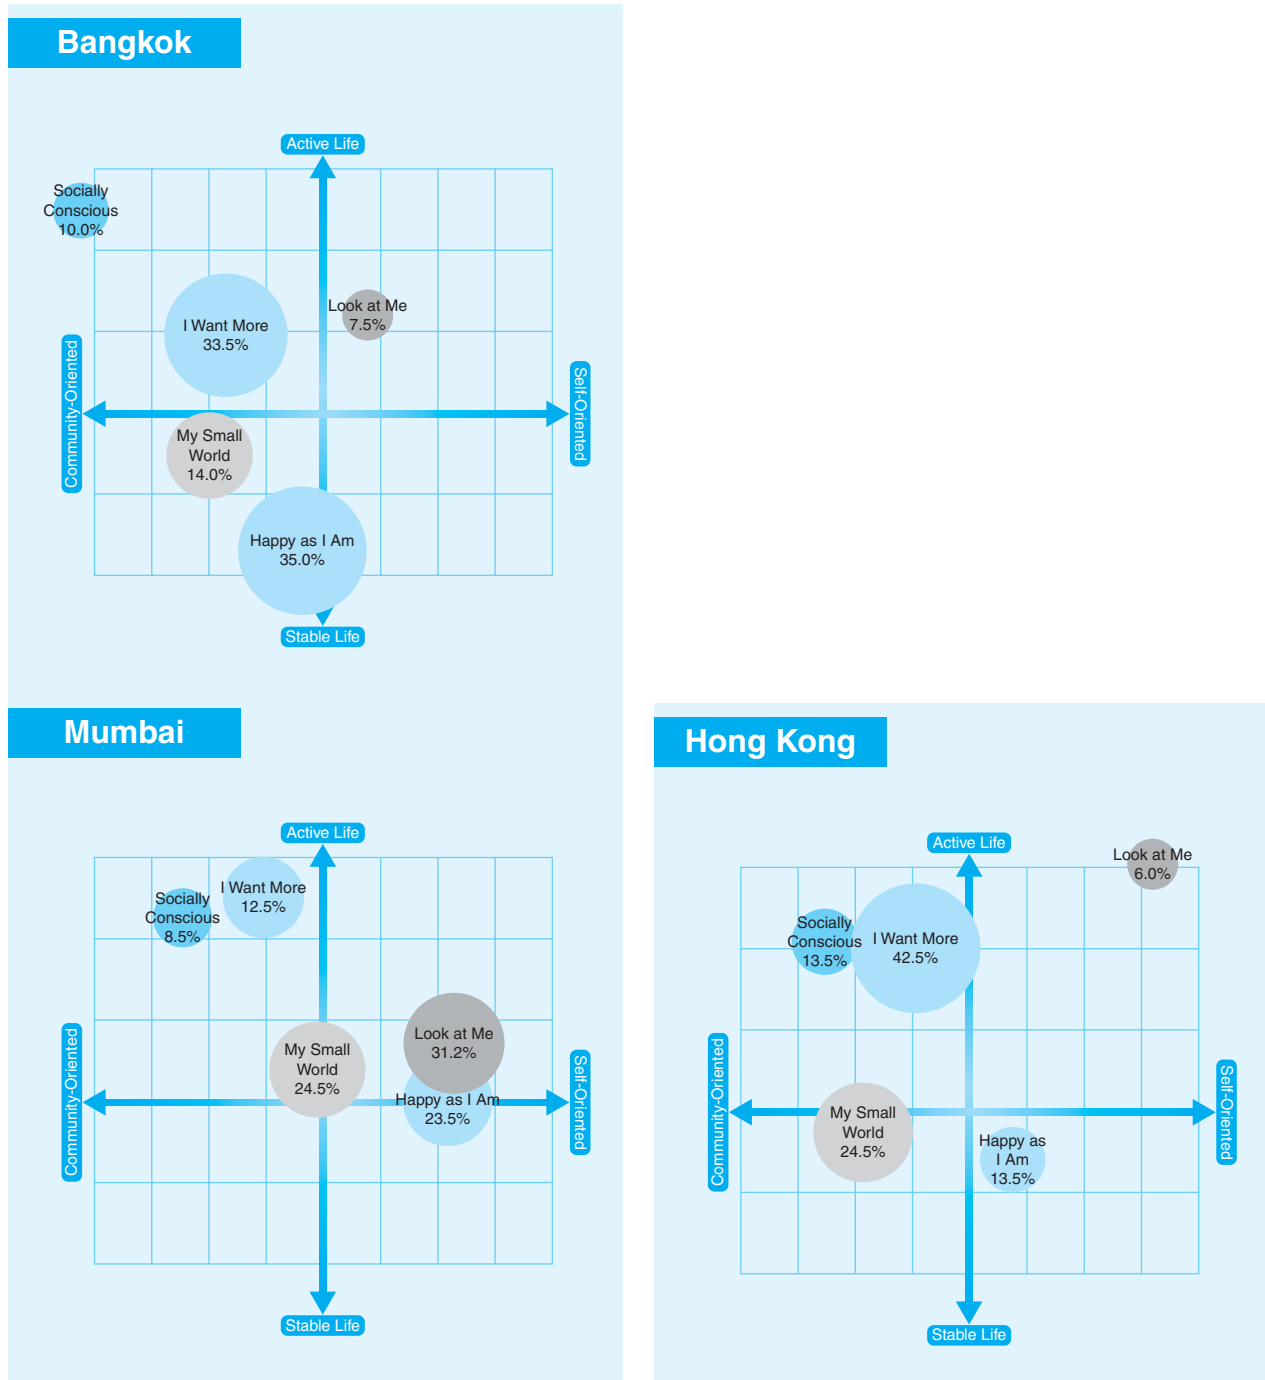 Bangkok
Active Life
Socially
Conscious
10.0%
Look at Me
7.5%
I Want More
33.5%
Community-Oriented
Self-Oriented
My Small
World
14.0%
Happy as I Am
35.0%
Stable Life
Mumbai
Active Life
I Want More
12.5%
Socially
Conscious
8.5%
Look at Me
31.2%
My Small
World
24.5%
Happy as I Am
23.5%
Community-Oriented
Self-Oriented
Stable Life
Hong Kong
Active Life
Look at Me
6.0%
Socially
Conscious
13.5%
I Want More
42.5%
Community-Oriented
Self-Oriented
My Small
World
24.5%
Happy as
I Am
13.5%
Stable Life